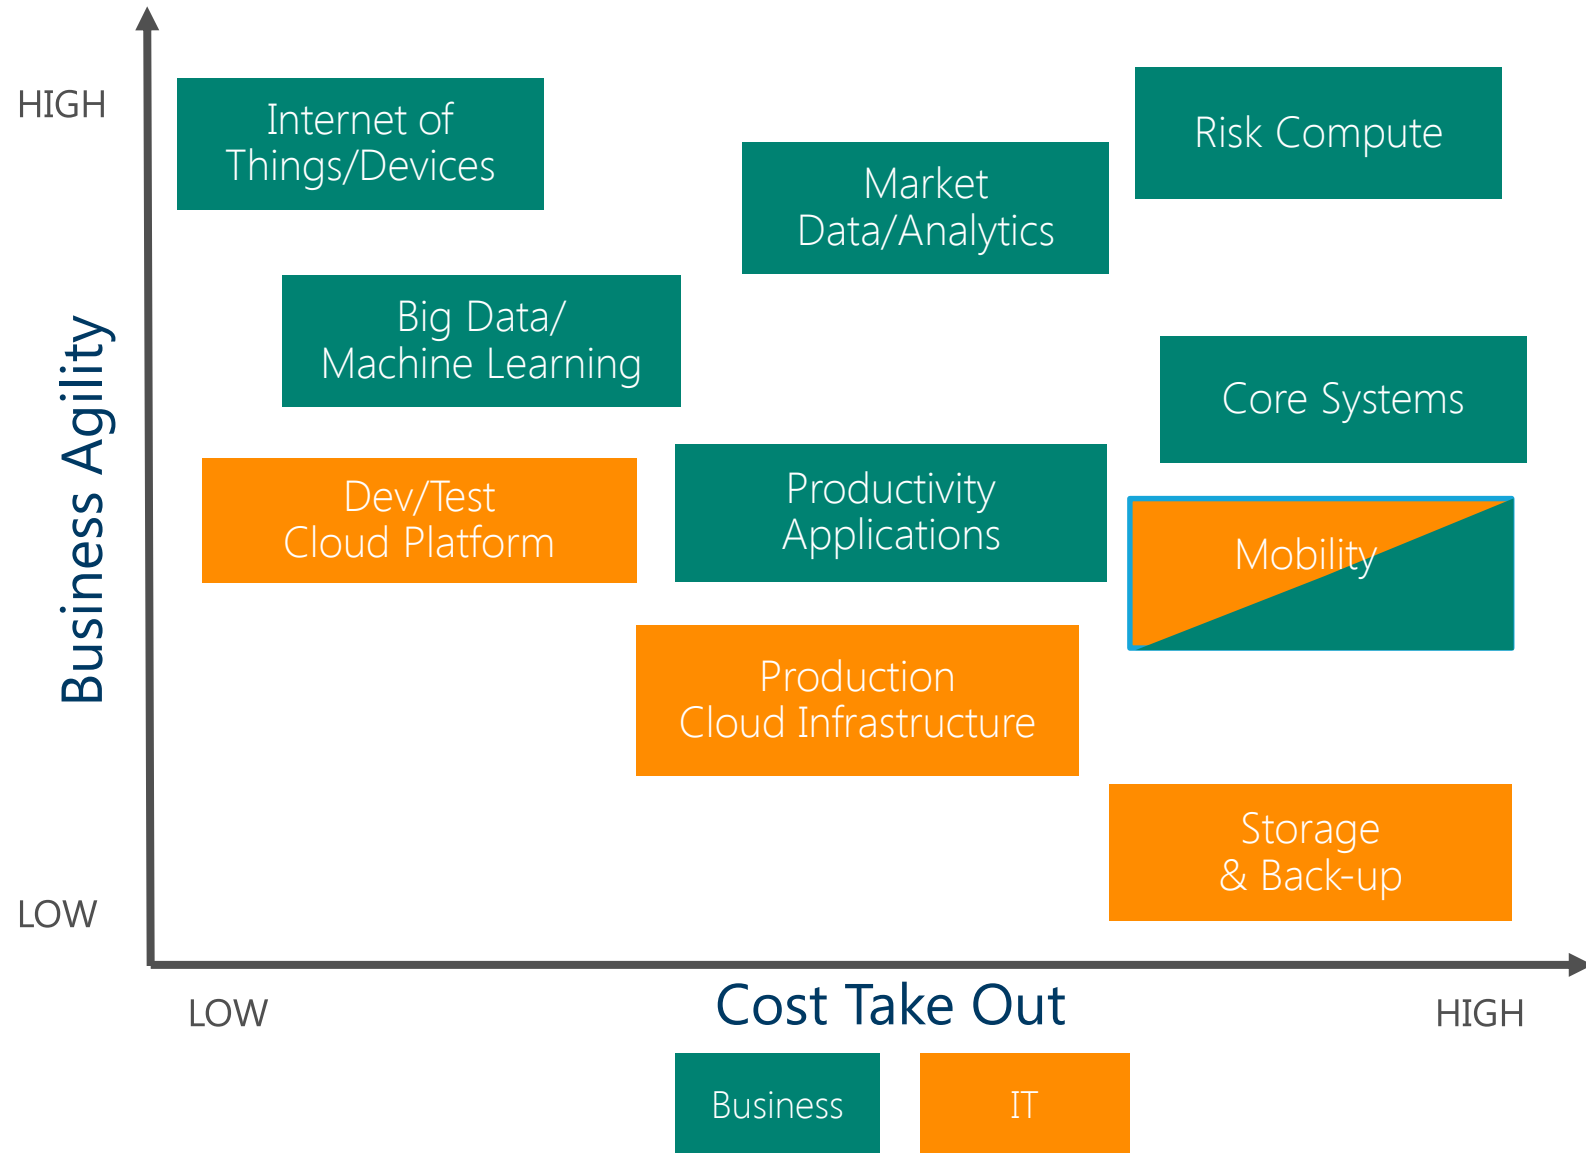 HIGH
Internet of
Things/Devices
Risk Compute
Market
Data/Analytics
Big Data/
Machine Learning
Core Systems
Business Agility
Dev/Test
Cloud Platform
Productivity
Applications
Mobility
Production
Cloud Infrastructure
Storage
& Back-up
LOW
LOW
Cost Take Out
HIGH
Business
IT